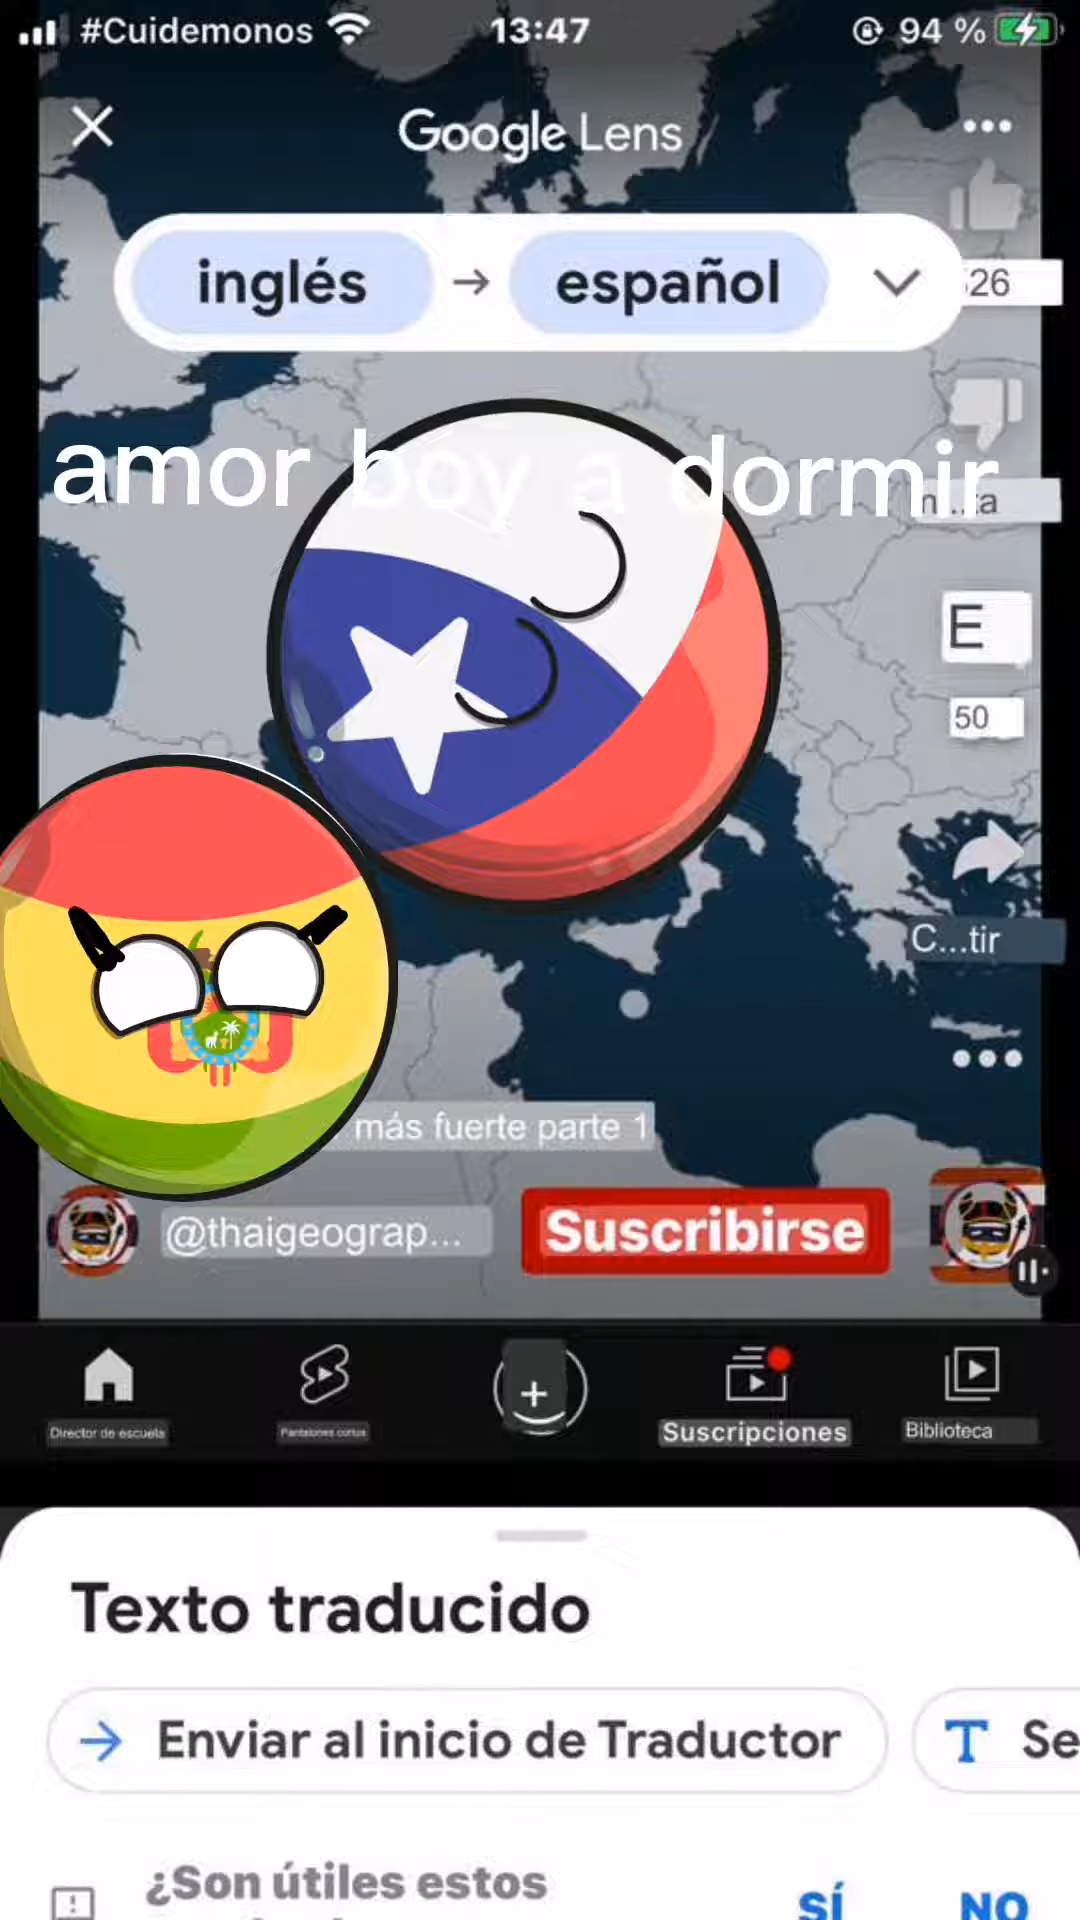 #Cuidemonos 13:47 94 %
Google Lens
inglés → español
526
amor boy a dormir
E
50
C...tir
más fuerte parte 1
@thaigeograp... Suscribirse
Director de escuela Pantalones cortos Suscripciones Biblioteca
Texto traducido
Enviar al inicio de Traductor T Se
¿Son útiles estos
SÍ NO